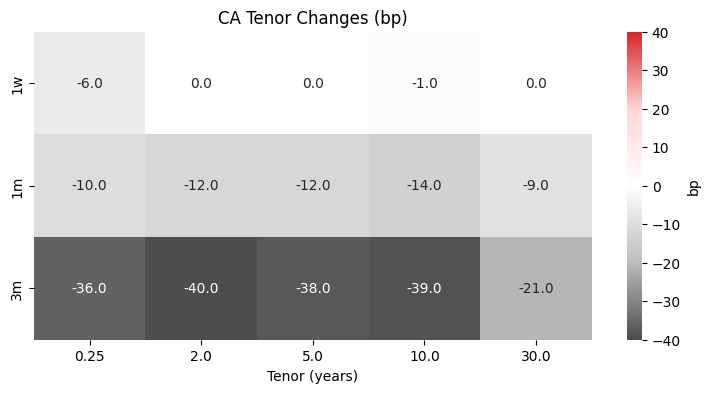 CA Tenor Changes (bp)
1w -6.0 0.0 0.0 -1.0 0.0
1m -10.0 -12.0 -12.0 -14.0 -9.0
3m -36.0 -40.0 -38.0 -39.0 -21.0
0.25 2.0 5.0 10.0 30.0
Tenor (years)
40
30
20
10
0
−10
−20
−30
−40
bp